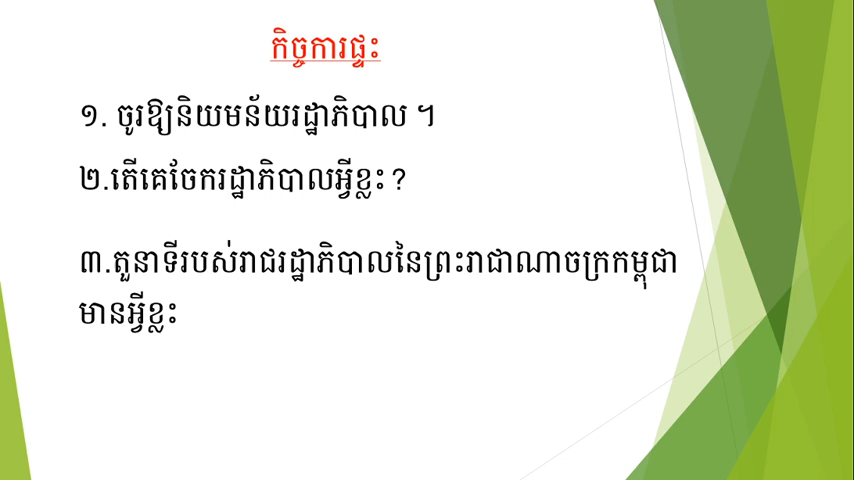 កិច្ចការផ្ទះ
១. ចូរឱ្យនិយមន័យរដ្ឋាភិបាល ។
២.តើគេចែករដ្ឋាភិបាលអ្វីខ្លះ ?
៣.តួនាទីរបស់រាជរដ្ឋាភិបាលនៃព្រះរាជាណាចក្រកម្ពុជា
មានអ្វីខ្លះ